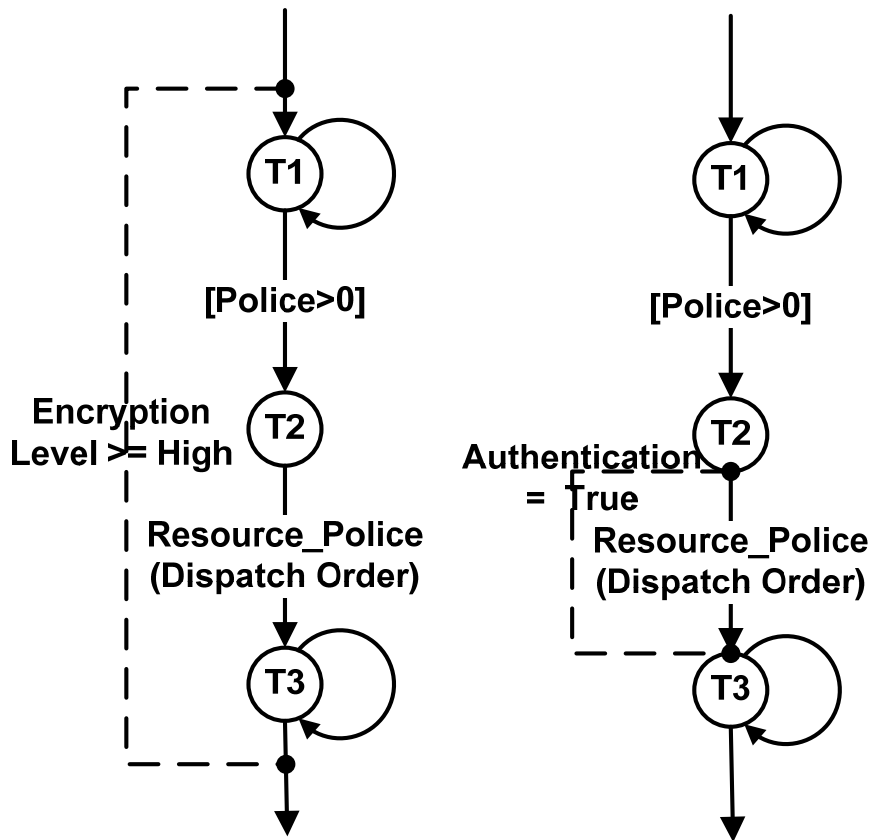 T1
[Police>0]
T2
Encryption
Level >= High
Resource_Police
(Dispatch Order)
T3
T1
[Police>0]
T2
Authentication
= True
Resource_Police
(Dispatch Order)
T3